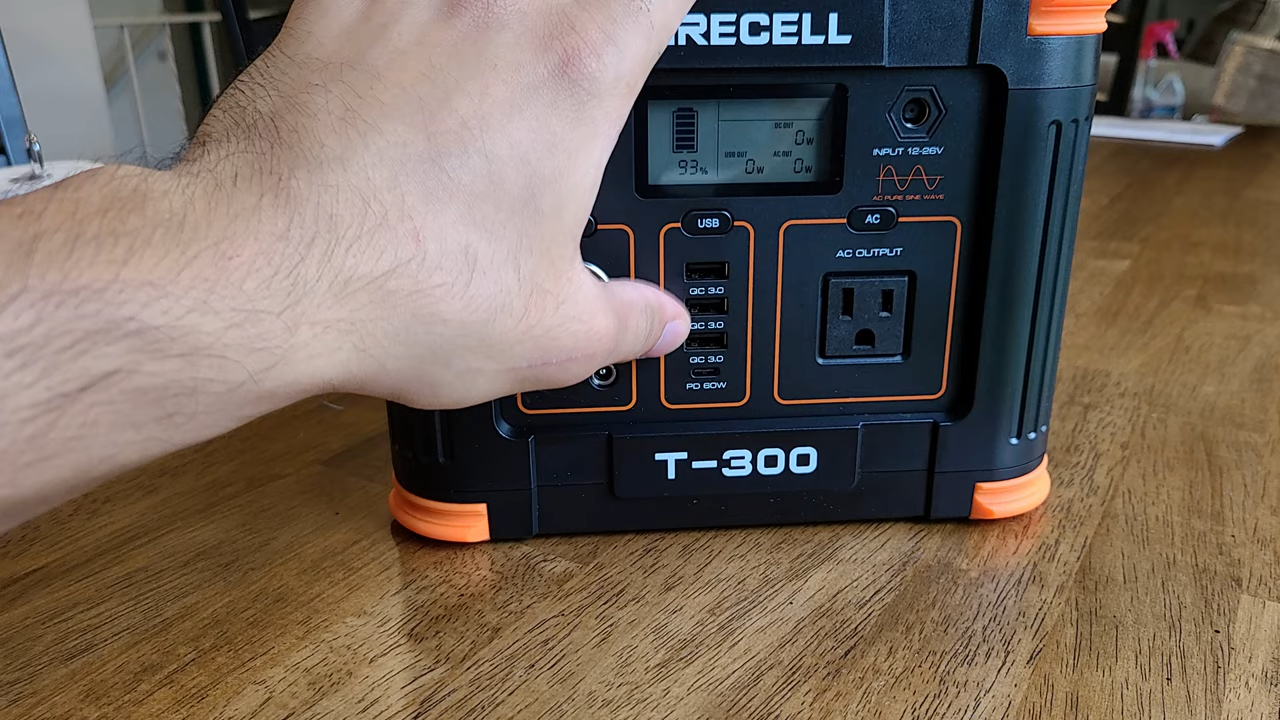 RECELL
DC OUT
0w
93%
USB OUT
0w
AC OUT
0w
INPUT 12-26V
AC PURE SINE WAVE
USB
AC
QC 3.0
QC 3.0
QC 3.0
PD 60W
AC OUTPUT
T-300